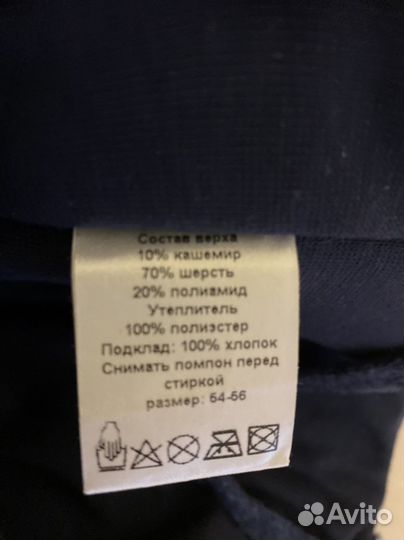 Состав верха
10% кашемир
70% шерсть
20% полиамид
Утеплитель
100% полиэстер
Подклад: 100% хлопок
Снимать помпон перед
стиркой
размер: 54-56
Avito